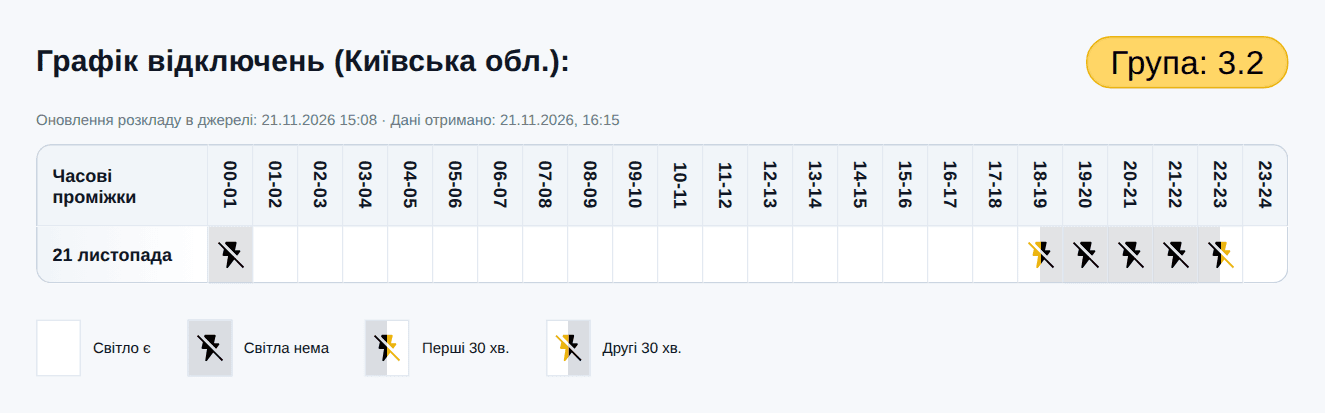 Графік відключень (Київська обл.):
Група: 3.2
Оновлення розкладу в джерелі: 21.11.2026 15:08 · Дані отримано: 21.11.2026, 16:15
Часові
проміжки
00-01
01-02
02-03
03-04
04-05
05-06
06-07
07-08
08-09
09-10
10-11
11-12
12-13
13-14
14-15
15-16
16-17
17-18
18-19
19-20
20-21
21-22
22-23
23-24
21 листопада
Світло є
Світла нема
Перші 30 хв.
Другі 30 хв.